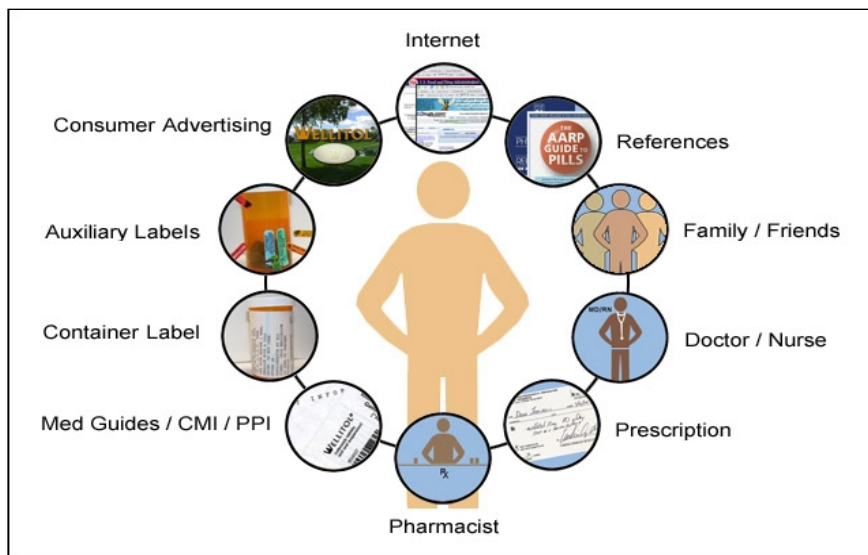 Internet
Consumer Advertising
WELLITOL
References
THE
AARP
GUIDE TO
PILLS
Auxiliary Labels
Family / Friends
Container Label
MD/RN
Doctor / Nurse
Med Guides / CMI / PPI
WELLITOL
Prescription
Rx
Pharmacist